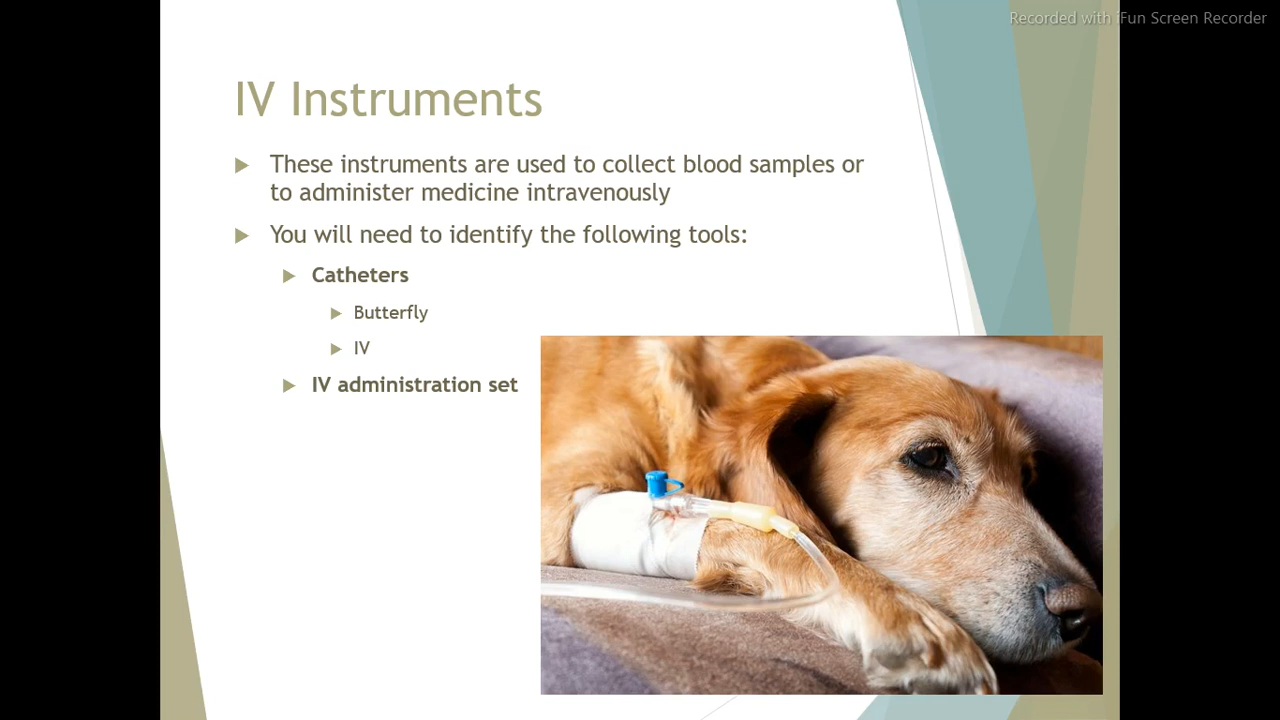 Recorded with iFun Screen Recorder
IV Instruments
These instruments are used to collect blood samples or
to administer medicine intravenously
You will need to identify the following tools:
Catheters
Butterfly
IV
IV administration set